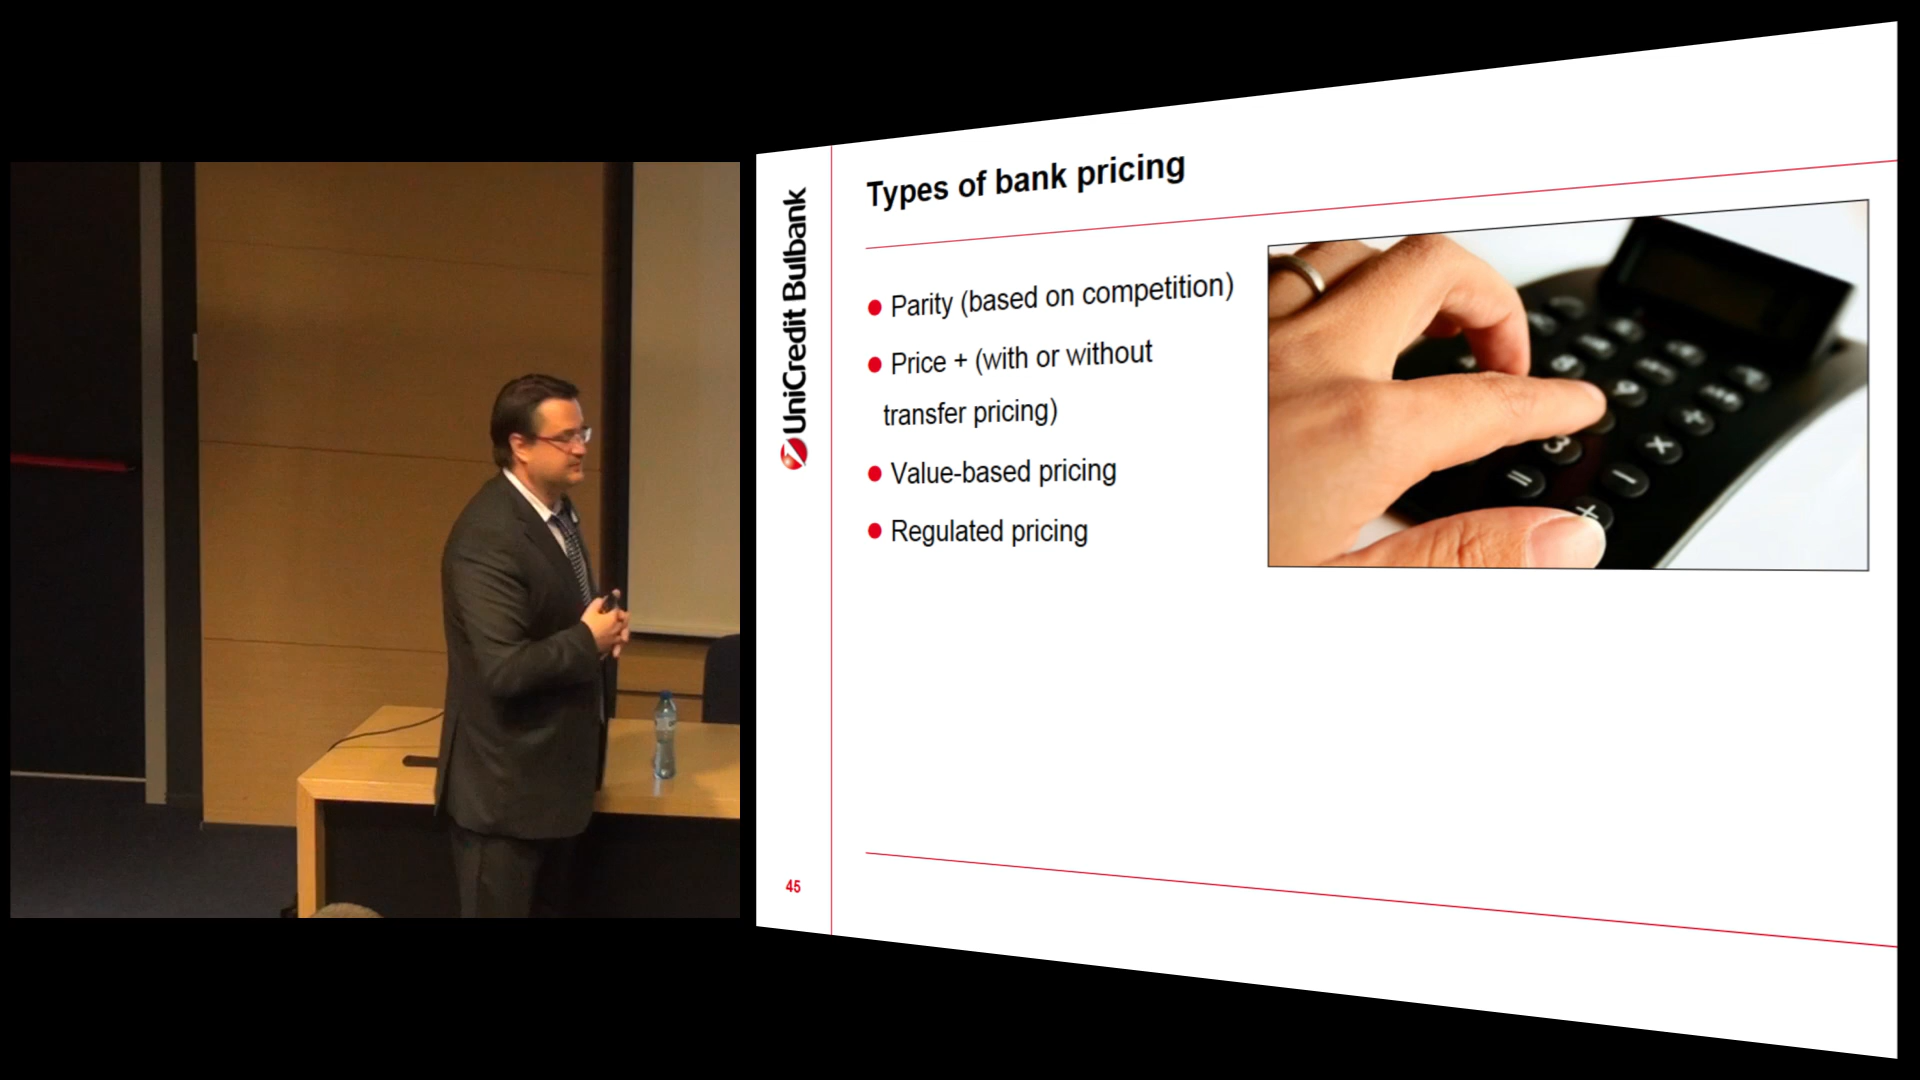 Types of bank pricing
UniCredit Bulbank
Parity (based on competition)
Price + (with or without
transfer pricing)
Value-based pricing
Regulated pricing
3
=
×
+
45